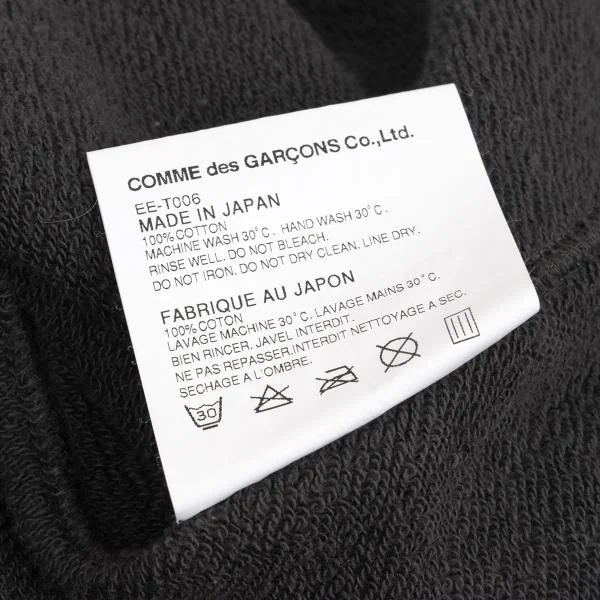 COMME des GARÇONS Co.,Ltd.
EE-T006
MADE IN JAPAN
100% COTTON
MACHINE WASH 30°C. HAND WASH 30°C.
RINSE WELL. DO NOT BLEACH.
DO NOT IRON. DO NOT DRY CLEAN. LINE DRY.
FABRIQUE AU JAPON
100% COTON
LAVAGE MACHINE 30°C. LAVAGE MAINS 30°C.
BIEN RINCER. JAVEL INTERDIT.
NE PAS REPASSER.INTERDIT NETTOYAGE A SEC.
SECHAGE A L'OMBRE.
30